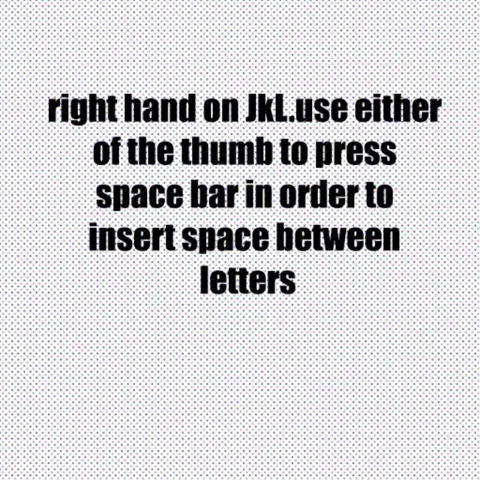 right hand on JkL.use either
of the thumb to press
space bar in order to
insert space between
letters